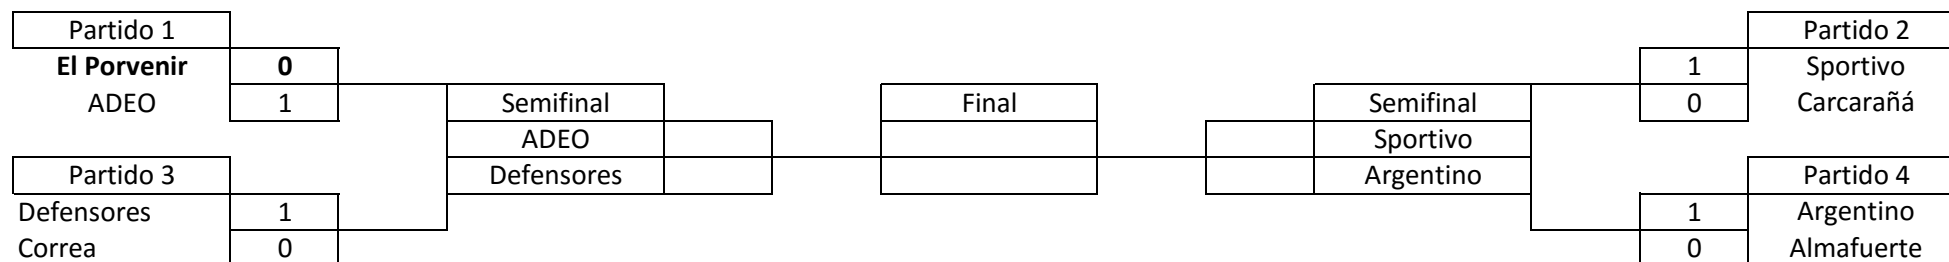 Partido 1 Partido 2
El Porvenir 0 1 Sportivo
ADEO 1 Semifinal Final Semifinal 0 Carcarañá
ADEO Sportivo
Partido 3 Defensores Argentino Partido 4
Defensores 1 1 Argentino
Correa 0 0 Almafuerte